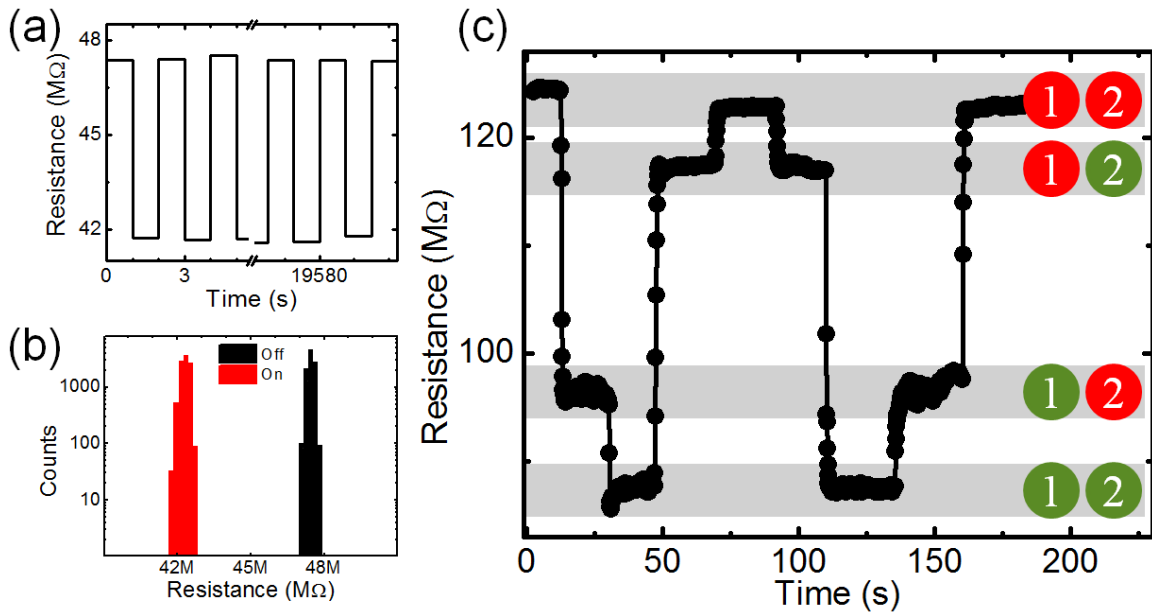 (a)
48
45
42
Resistance (MΩ)
0
3
19580
Time (s)
(b)
Off
On
1000
100
10
Counts
42M
45M
48M
Resistance (MΩ)
(c)
120
100
Resistance (MΩ)
1 2
1 2
1 2
1 2
0
50
100
150
200
Time (s)